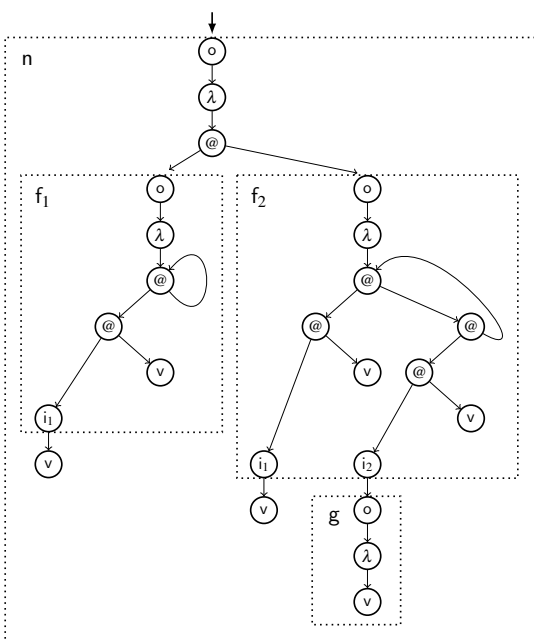 n
o
λ
@
f₁
o
λ
@
@
v
i₁
v
f₂
o
λ
@
@
@
v
@
v
i₁
v
i₂
g
o
λ
v